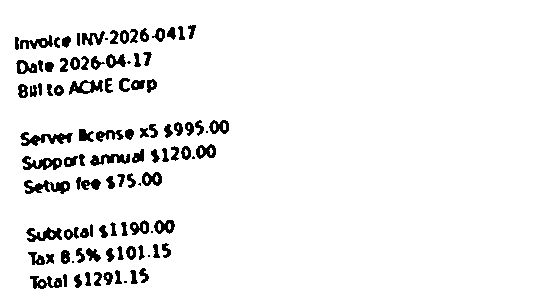 Invoice INV-2026-0417
Date 2026-04-17
Bill to ACME Corp

Server license x5 $995.00
Support annual $120.00
Setup fee $75.00

Subtotal $1190.00
Tax 8.5% $101.15
Total $1291.15